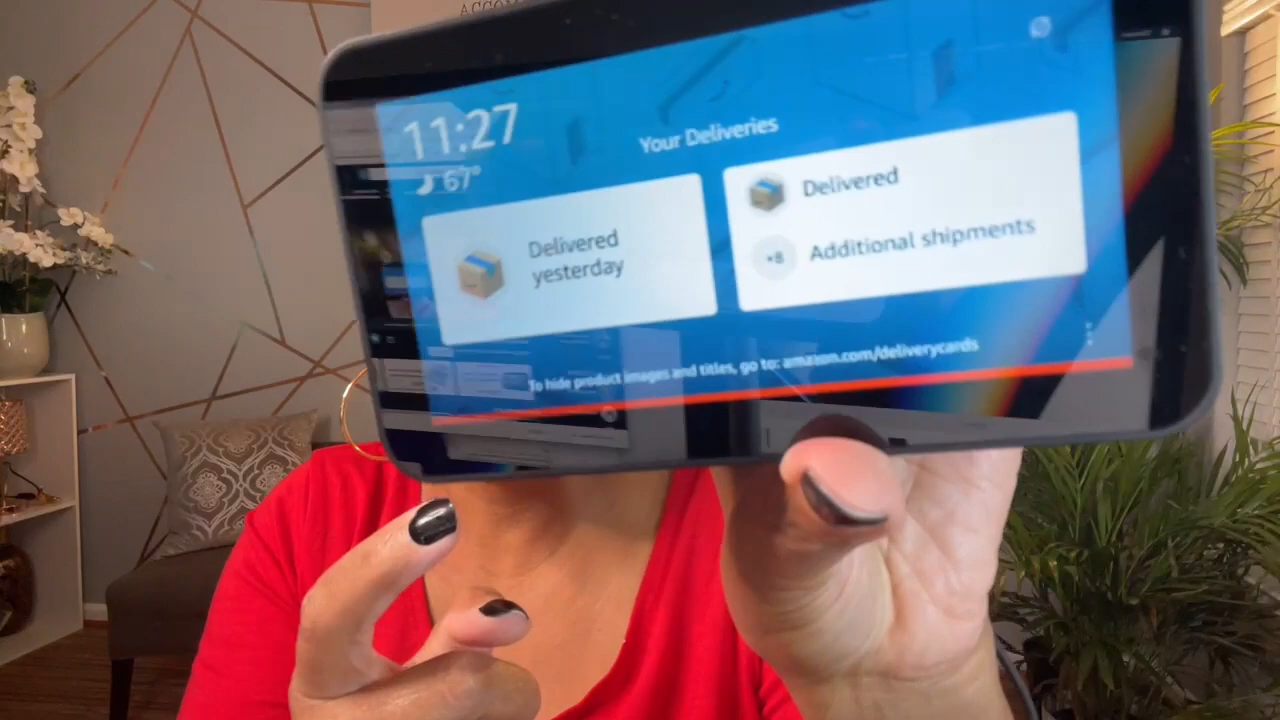 11:27
67°
Your Deliveries
Delivered
yesterday
Delivered
+8 Additional shipments
To hide product images and titles, go to: amazon.com/deliverycards